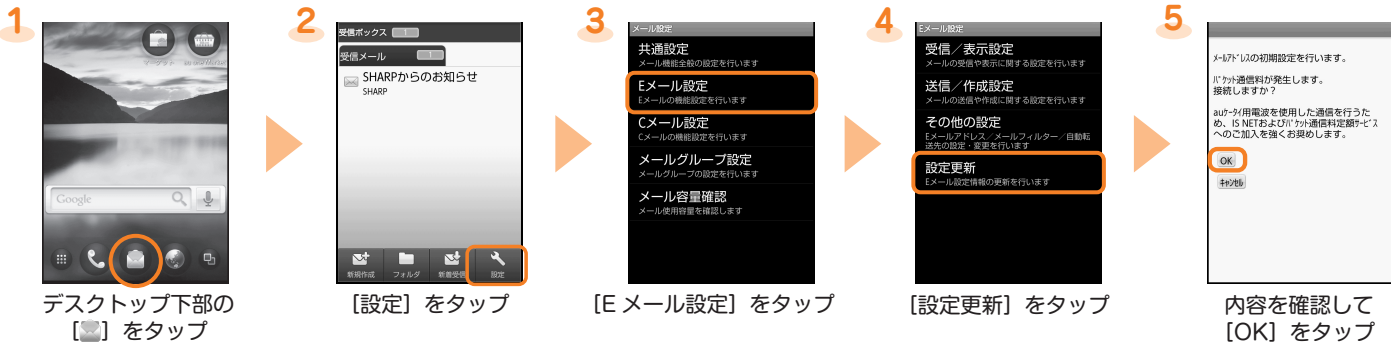 1
Google
デスクトップ下部の
［ ］をタップ
2
受信ボックス 1
受信メール 1
SHARPからのお知らせ
SHARP
新規作成 フォルダ 新着受信 設定
［設定］をタップ
3
メール設定
共通設定
メール機能全般の設定を行います
Eメール設定
Eメールの機能設定を行います
Cメール設定
Cメールの機能設定を行います
メールグループ設定
メールグループの設定を行います
メール容量確認
メール使用容量を確認します
［E メール設定］をタップ
4
Eメール設定
受信／表示設定
メールの受信や表示に関する設定を行います
送信／作成設定
メールの送信や作成に関する設定を行います
その他の設定
Eメールアドレス／メールフィルター／自動転
送先の設定・変更を行います
設定更新
Eメール設定情報の更新を行います
［設定更新］をタップ
5
ﾒｰﾙｱﾄﾞﾚｽの初期設定を行います。
ﾊﾟｹｯﾄ通信料が発生します。
接続しますか？
auｹｰﾀｲ用電波を使用した通信を行うた
め、IS NETおよびﾊﾟｹｯﾄ通信料定額ｻｰﾋﾞｽ
へのご加入を強くお奨めします。
OK
ｷｬﾝｾﾙ
内容を確認して
［OK］をタップ